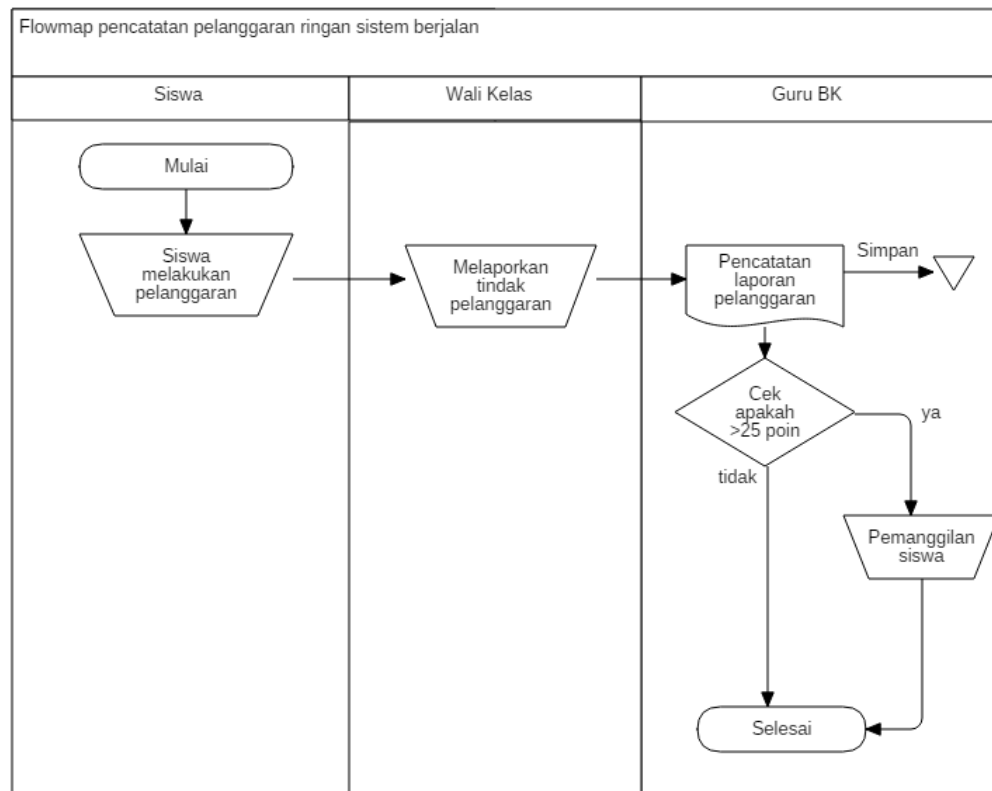 Flowmap pencatatan pelanggaran ringan sistem berjalan
Siswa
Wali Kelas
Guru BK
Mulai
Siswa
melakukan
pelanggaran
Melaporkan
tindak
pelanggaran
Pencatatan
laporan
pelanggaran
Simpan
Cek
apakah
>25 poin
ya
tidak
Pemanggilan
siswa
Selesai